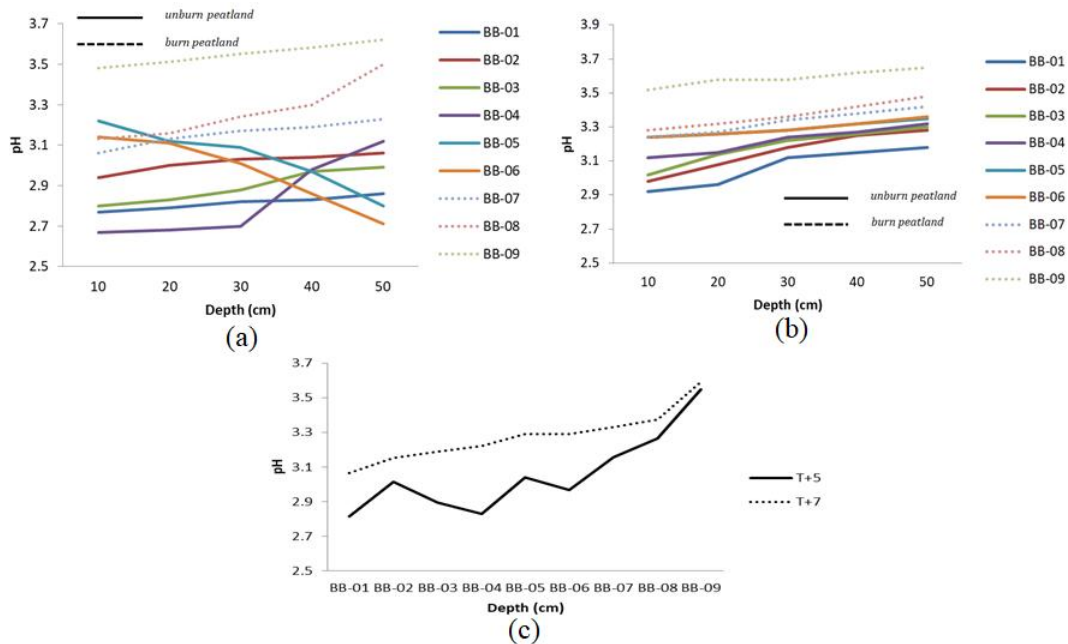 3.7
3.5
3.3
3.1
2.9
2.7
2.5
pH
unburn peatland
burn peatland
10 20 30 40 50
Depth (cm)
BB-01
BB-02
BB-03
BB-04
BB-05
BB-06
BB-07
BB-08
BB-09
(a)
3.9
3.7
3.5
3.3
3.1
2.9
2.7
2.5
pH
unburn peatland
burn peatland
10 20 30 40 50
Depth (cm)
BB-01
BB-02
BB-03
BB-04
BB-05
BB-06
BB-07
BB-08
BB-09
(b)
3.7
3.5
3.3
3.1
2.9
2.7
2.5
pH
BB-01 BB-02 BB-03 BB-04 BB-05 BB-06 BB-07 BB-08 BB-09
Depth (cm)
T+5
T+7
(c)